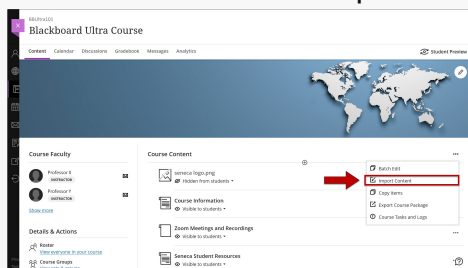 BBUltra101
Blackboard Ultra Course
Content Calendar Discussions Gradebook Messages Analytics
Student Preview
Course Faculty
Professor X
INSTRUCTOR
Professor Y
INSTRUCTOR
Show more
Details & Actions
Roster
View everyone in your course
Course Groups
Course Content
seneca logo.png
Hidden from students
Course Information
Visible to students
Zoom Meetings and Recordings
Visible to students
Seneca Student Resources
Visible to students
Batch Edit
Import Content
Copy Items
Export Course Package
Course Tasks and Logs